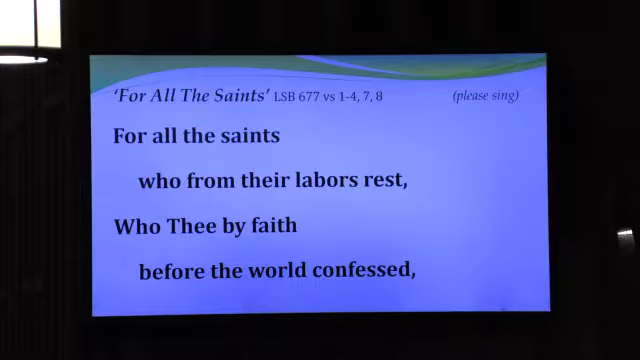 'For All The Saints' LSB 677 vs 1-4, 7, 8 (please sing)
For all the saints
who from their labors rest,
Who Thee by faith
before the world confessed,